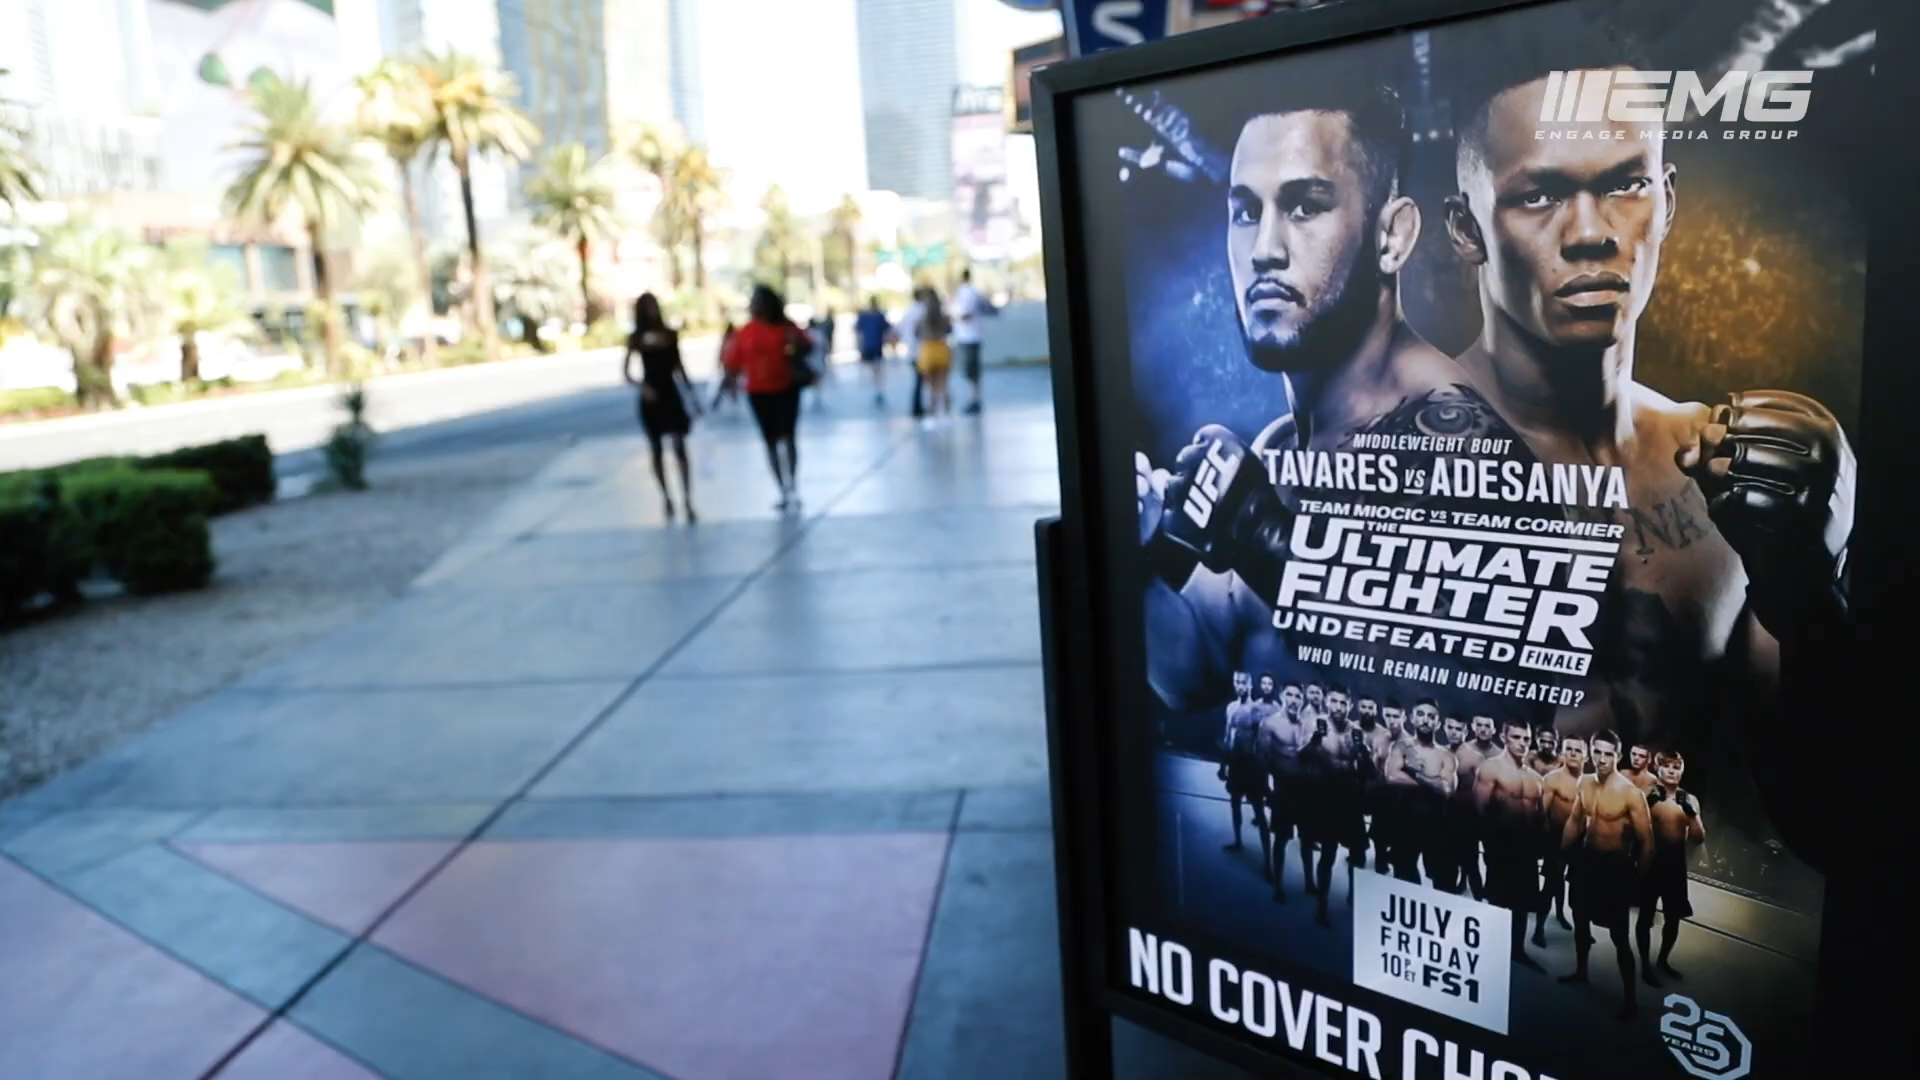 S
EMG
ENGAGE MEDIA GROUP
MIDDLEWEIGHT BOUT
TAVARES VS ADESANYA
TEAM MIOCIC VS TEAM CORMIER
THE
ULTIMATE
FIGHTER
UNDEFEATED FINALE
WHO WILL REMAIN UNDEFEATED?
UFC
NA
JULY 6
FRIDAY
10P ET FS1
NO COVER
25
YEARS